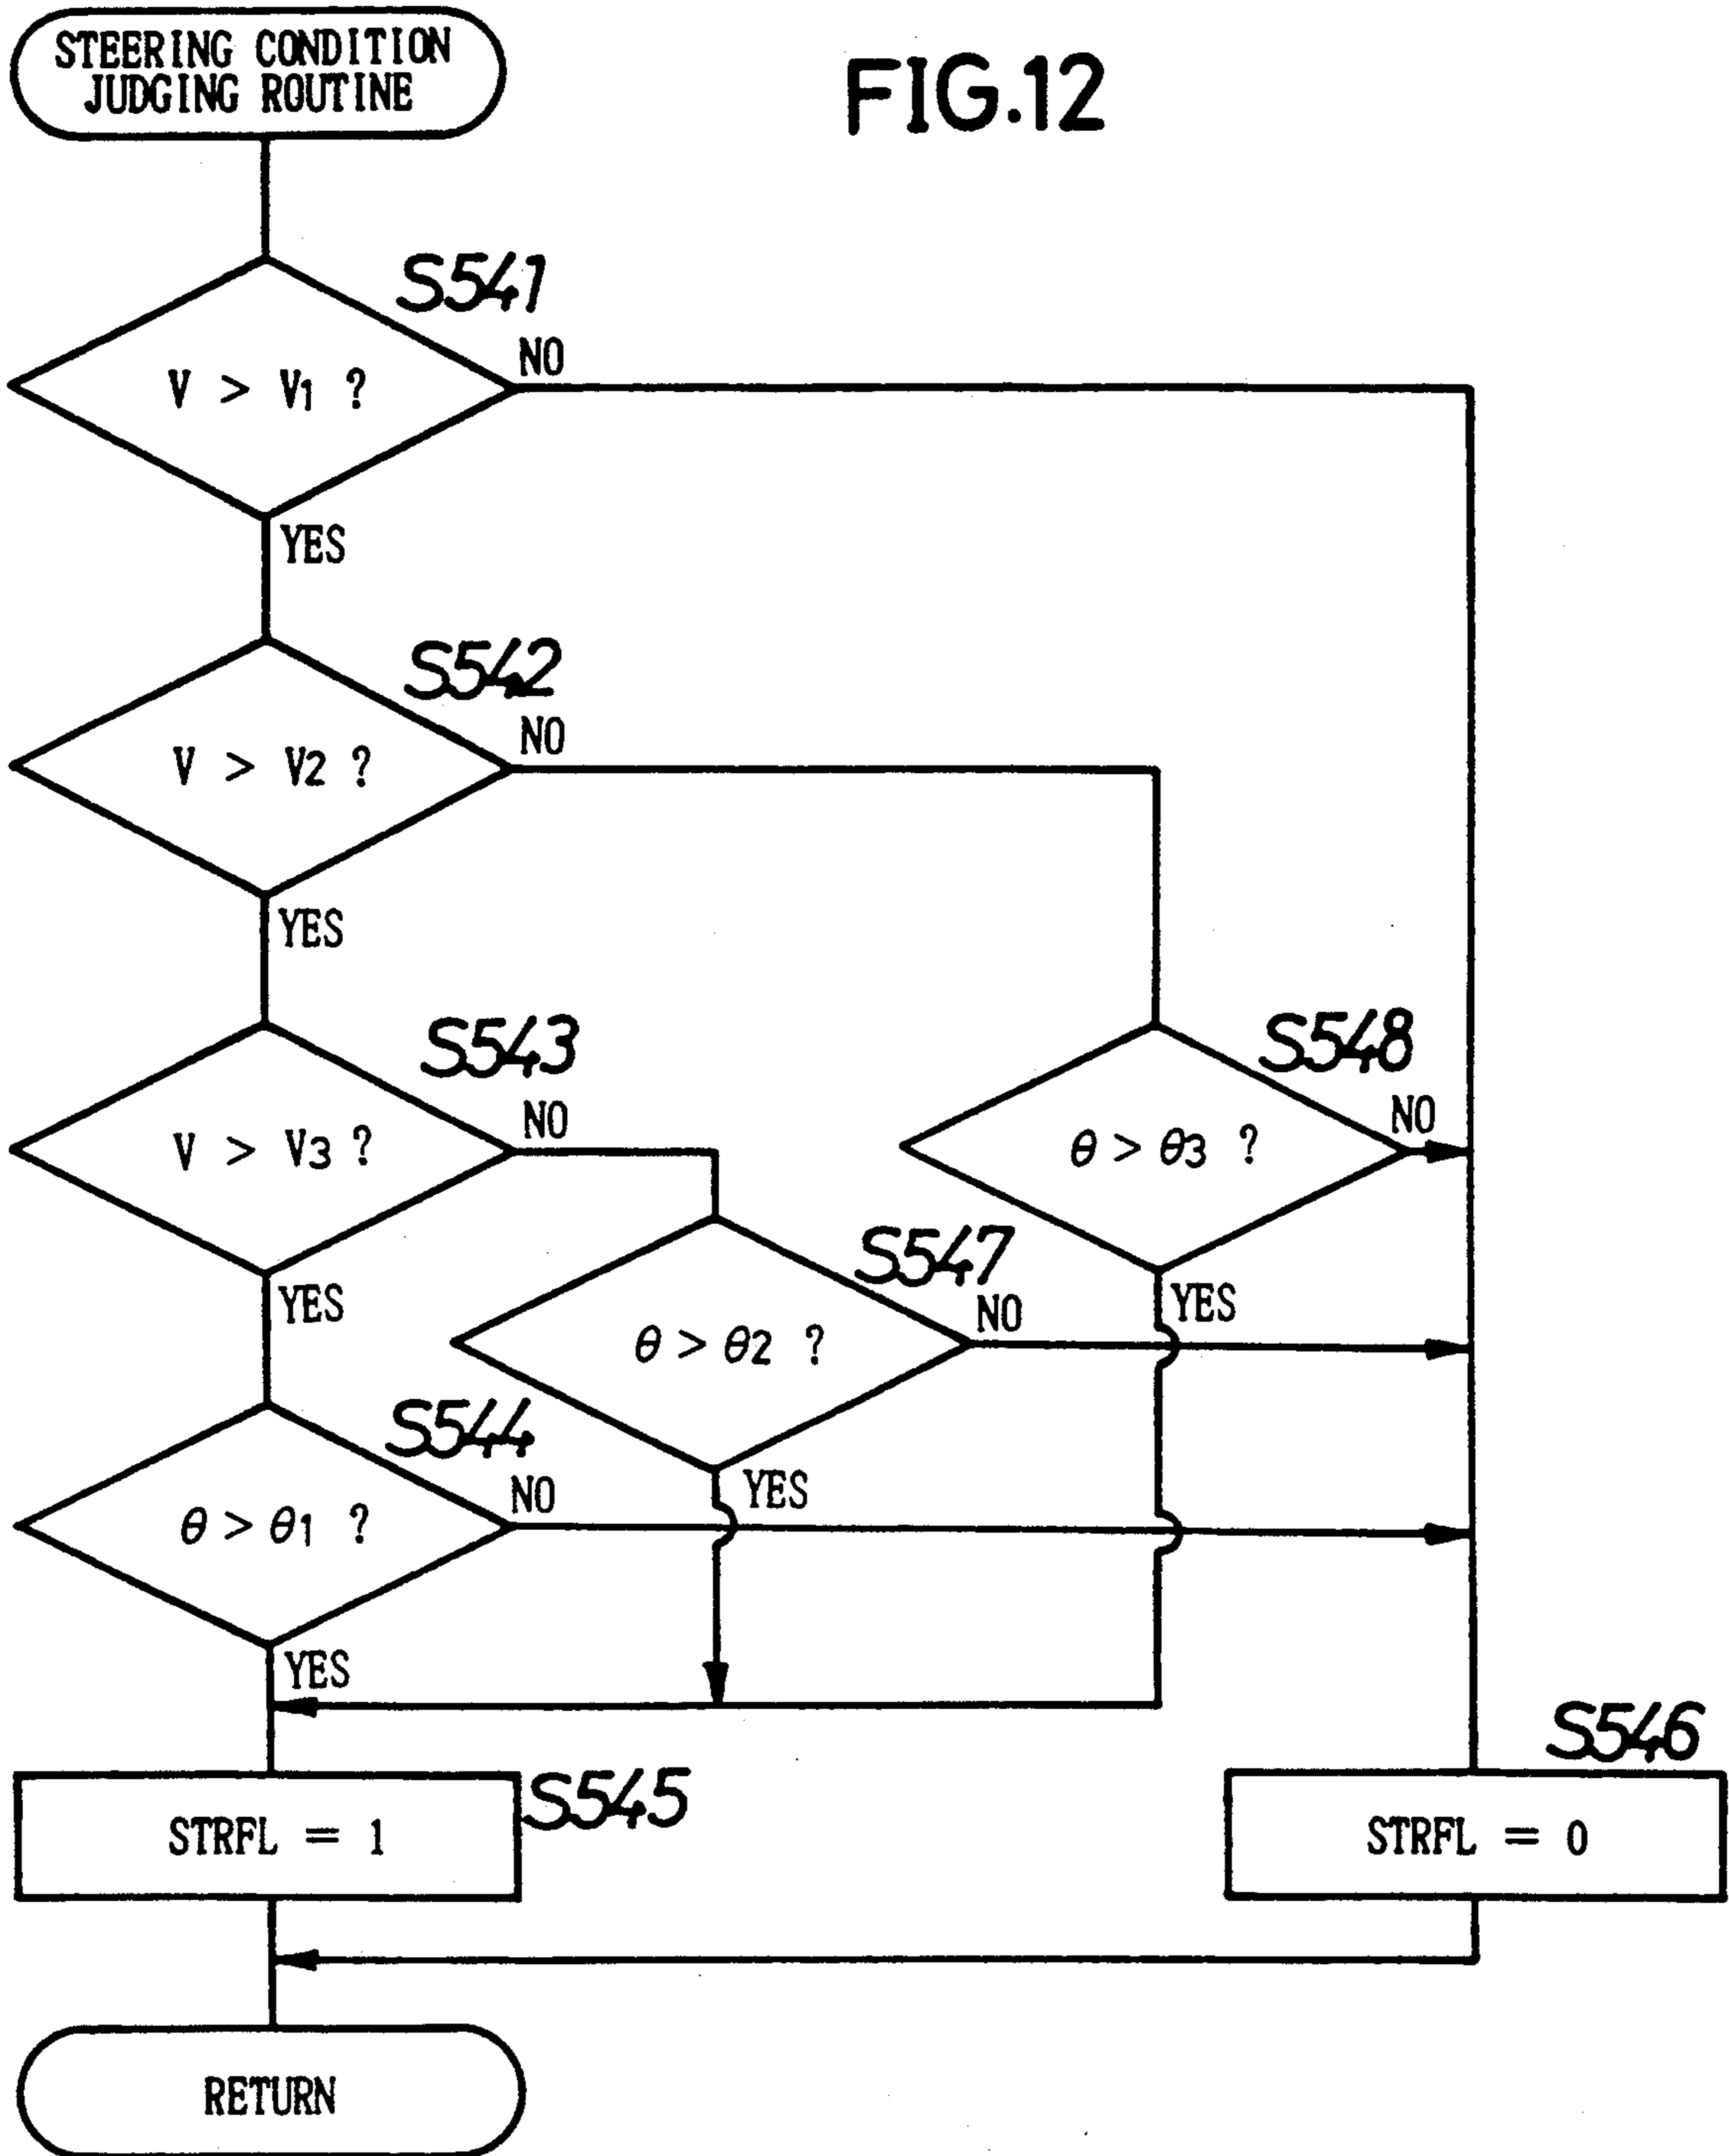 STEERING CONDITION
JUDGING ROUTINE
FIG.12
S541
V > V1 ?
NO
YES
S542
V > V2 ?
NO
YES
S543
V > V3 ?
NO
YES
S548
θ > θ3 ?
NO
YES
S547
θ > θ2 ?
NO
YES
S544
θ > θ1 ?
NO
YES
S545
STRFL = 1
S546
STRFL = 0
RETURN